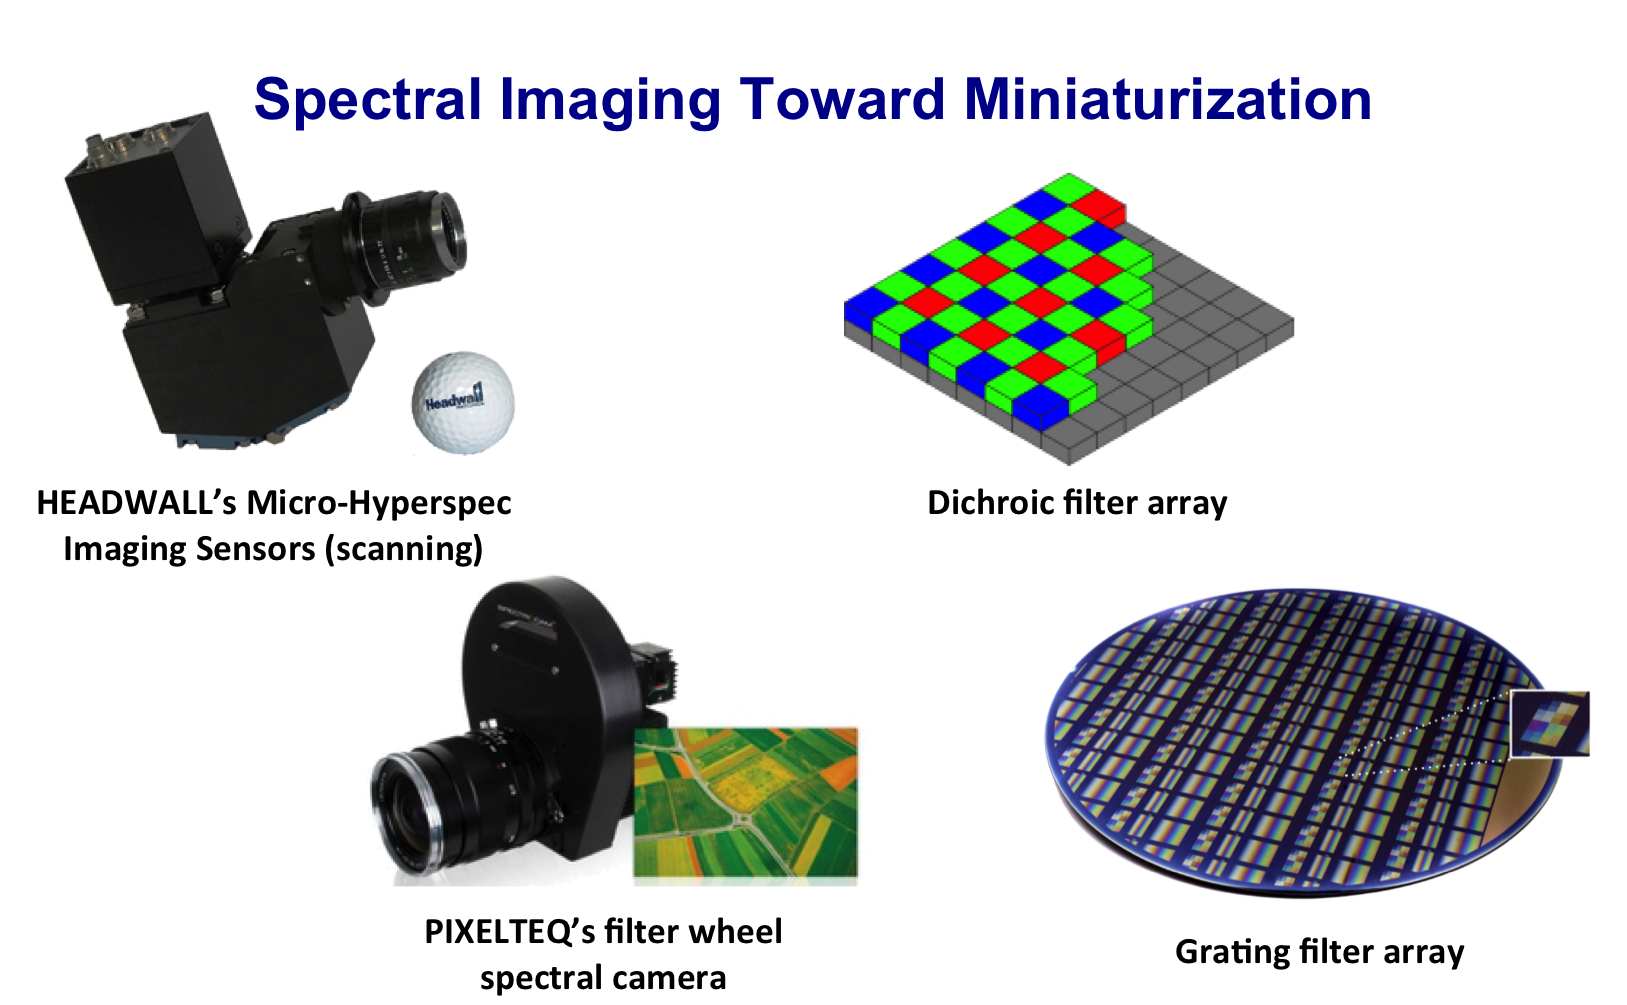 Spectral Imaging Toward Miniaturization
Headwall
HEADWALL’s Micro-Hyperspec
Imaging Sensors (scanning)
Dichroic filter array
PIXELTEQ’s filter wheel
spectral camera
Grating filter array